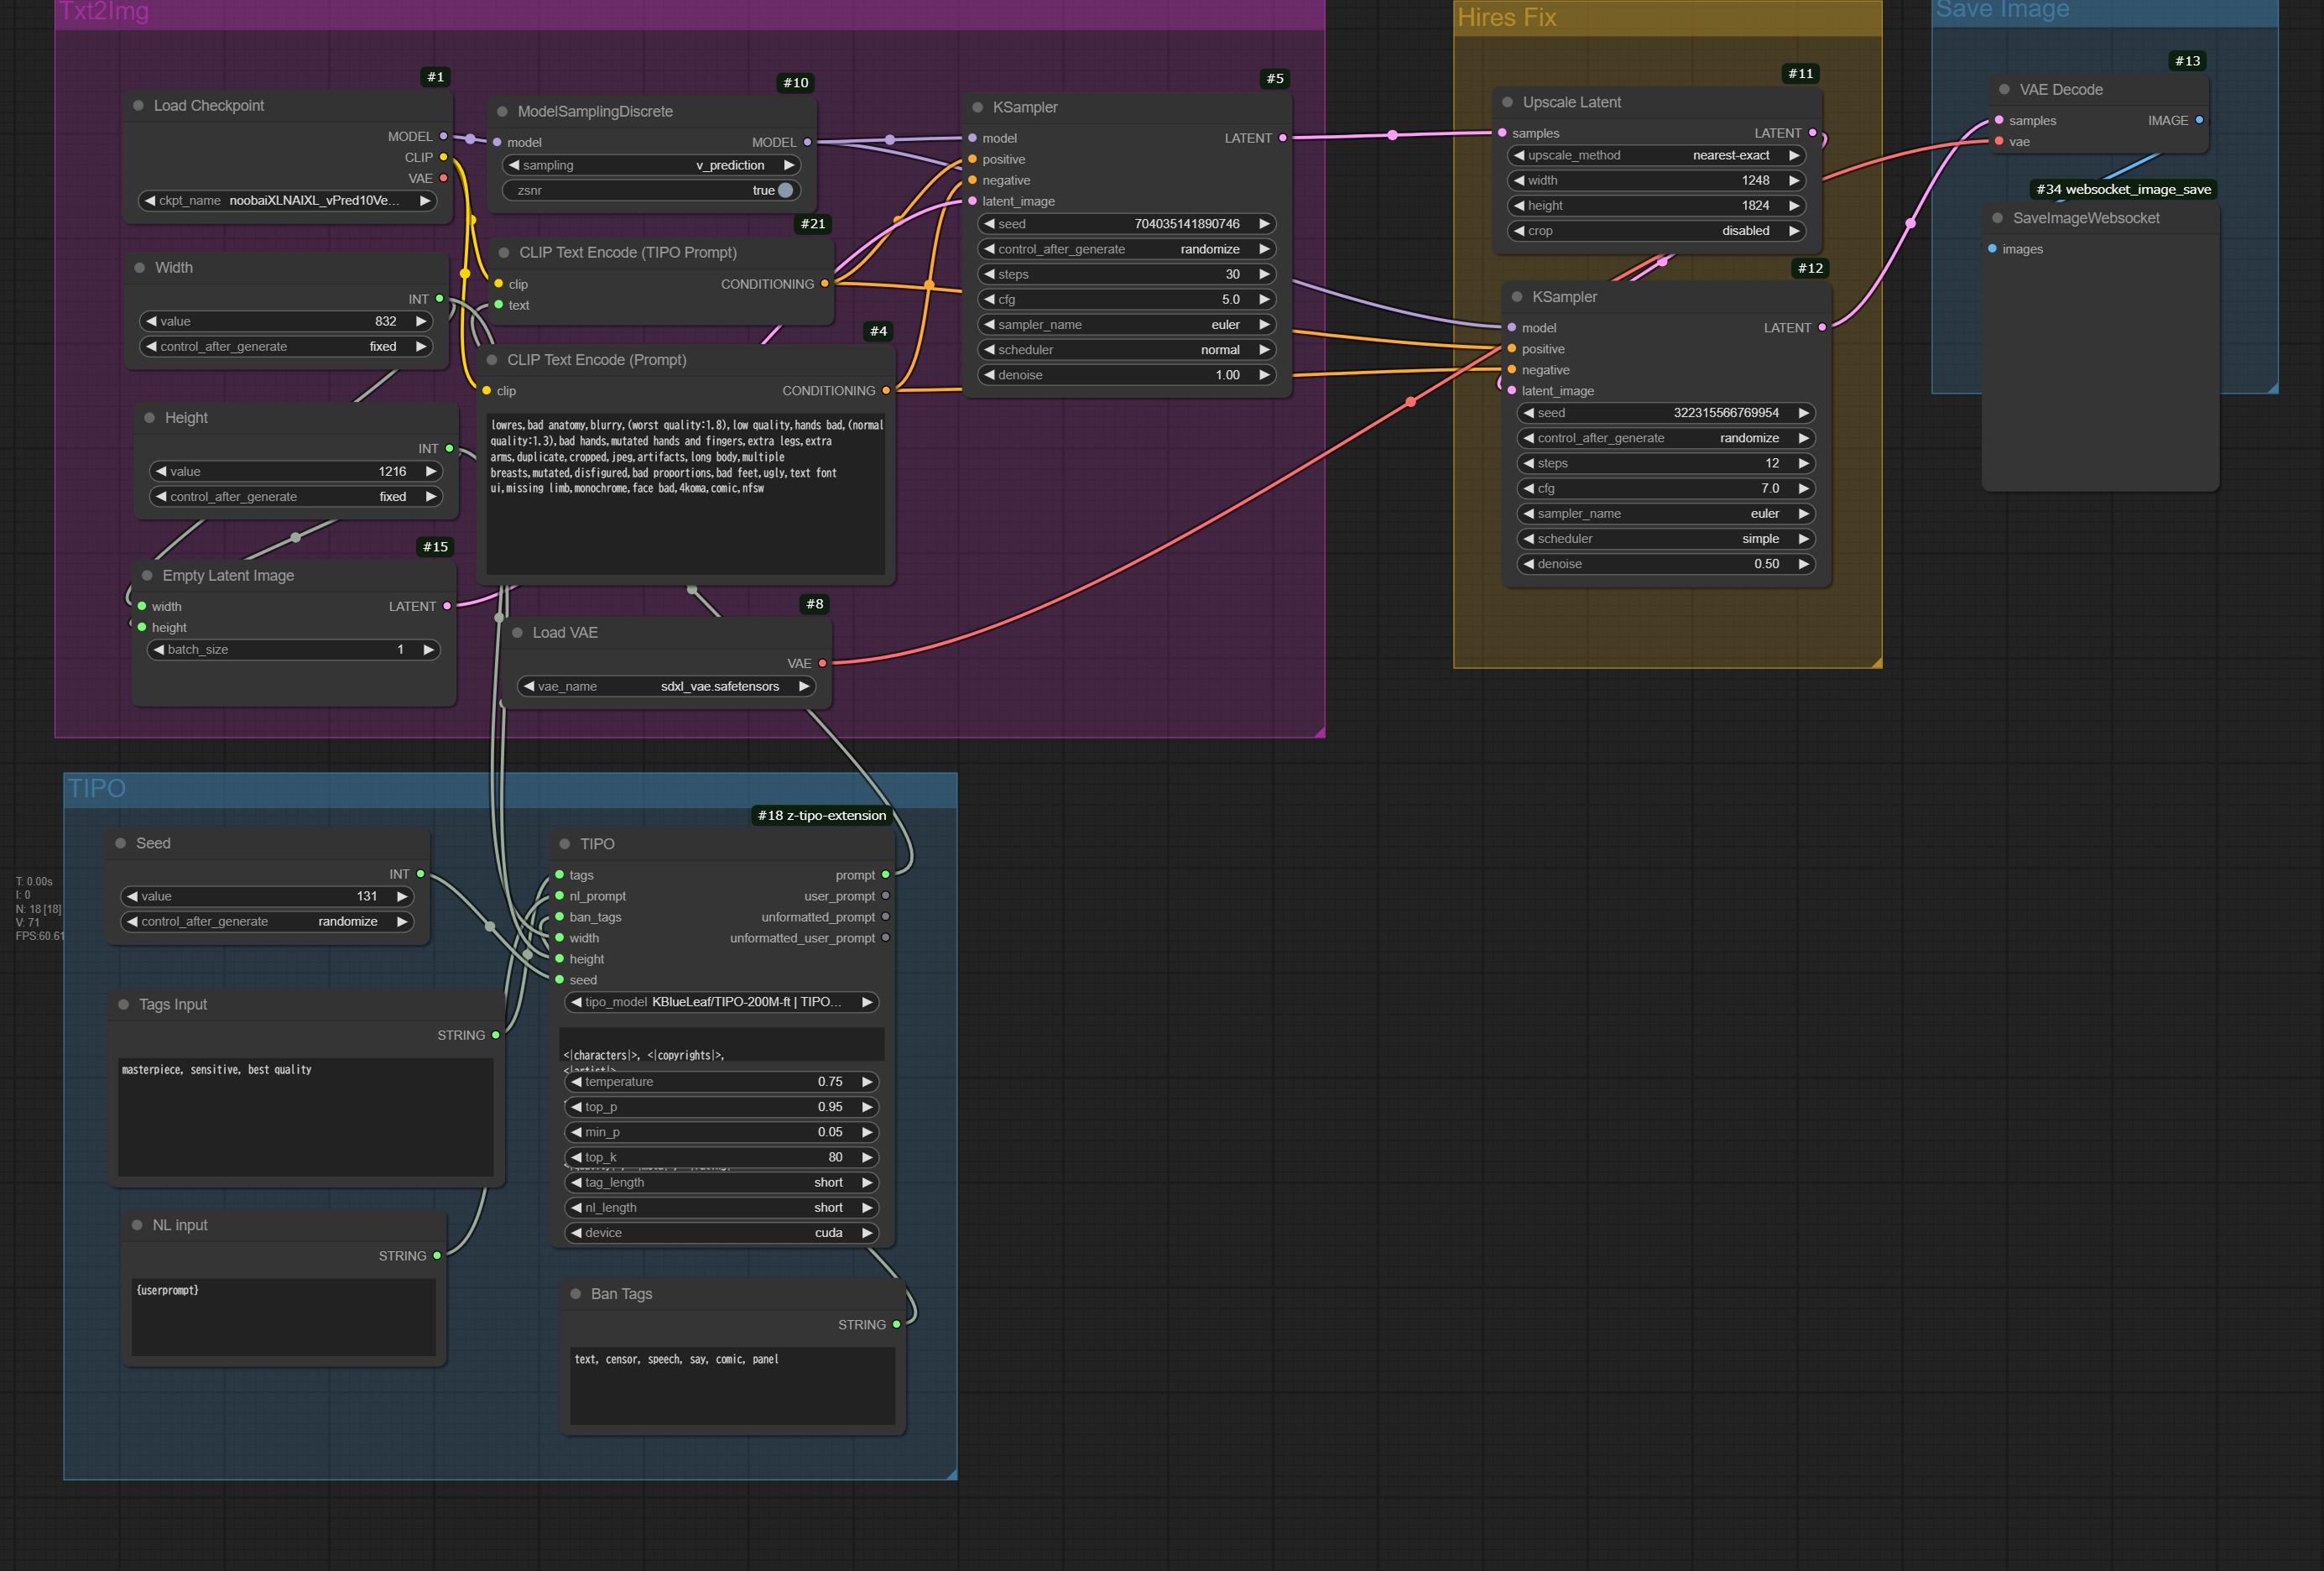 Txt2Img
#1
Load Checkpoint
MODEL
CLIP
VAE
ckpt_name noobaiXLNAIXL_vPred10Ve...
#10
ModelSamplingDiscrete
model MODEL
sampling v_prediction
zsnr true
#21
CLIP Text Encode (TIPO Prompt)
clip CONDITIONING
text
Width
INT
value 832
control_after_generate fixed
#4
CLIP Text Encode (Prompt)
clip CONDITIONING
lowres,bad anatomy,blurry,(worst quality:1.8),low quality,hands bad,(normal
quality:1.3),bad hands,mutated hands and fingers,extra legs,extra
arms,duplicate,cropped,jpeg,artifacts,long body,multiple
breasts,mutated,disfigured,bad proportions,bad feet,ugly,text font
ui,missing limb,monochrome,face bad,4koma,comic,nfsw
Height
INT
value 1216
control_after_generate fixed
#15
Empty Latent Image
width LATENT
height
batch_size 1
#8
Load VAE
VAE
vae_name sdxl_vae.safetensors
#5
KSampler
model LATENT
positive
negative
latent_image
seed 704035141890746
control_after_generate randomize
steps 30
cfg 5.0
sampler_name euler
scheduler normal
denoise 1.00
Hires Fix
#11
Upscale Latent
samples LATENT
upscale_method nearest-exact
width 1248
height 1824
crop disabled
#12
KSampler
model LATENT
positive
negative
latent_image
seed 322315566769954
control_after_generate randomize
steps 12
cfg 7.0
sampler_name euler
scheduler simple
denoise 0.50
Save Image
#13
VAE Decode
samples IMAGE
vae
#34 websocket_image_save
SaveImageWebsocket
images
TIPO
Seed
INT
value 131
control_after_generate randomize
T: 0.00s
I: 0
N: 18 [18]
V: 71
FPS:60.61
Tags Input
STRING
masterpiece, sensitive, best quality
NL input
STRING
{userprompt}
#18 z-tipo-extension
TIPO
tags prompt
nl_prompt user_prompt
ban_tags unformatted_prompt
width unformatted_user_prompt
height
seed
tipo_model KBlueLeaf/TIPO-200M-ft | TIPO...
<|characters|>, <|copyrights|>,
<|artist|>,
temperature 0.75
top_p 0.95
min_p 0.05
top_k 80
tag_length short
nl_length short
device cuda
Ban Tags
STRING
text, censor, speech, say, comic, panel